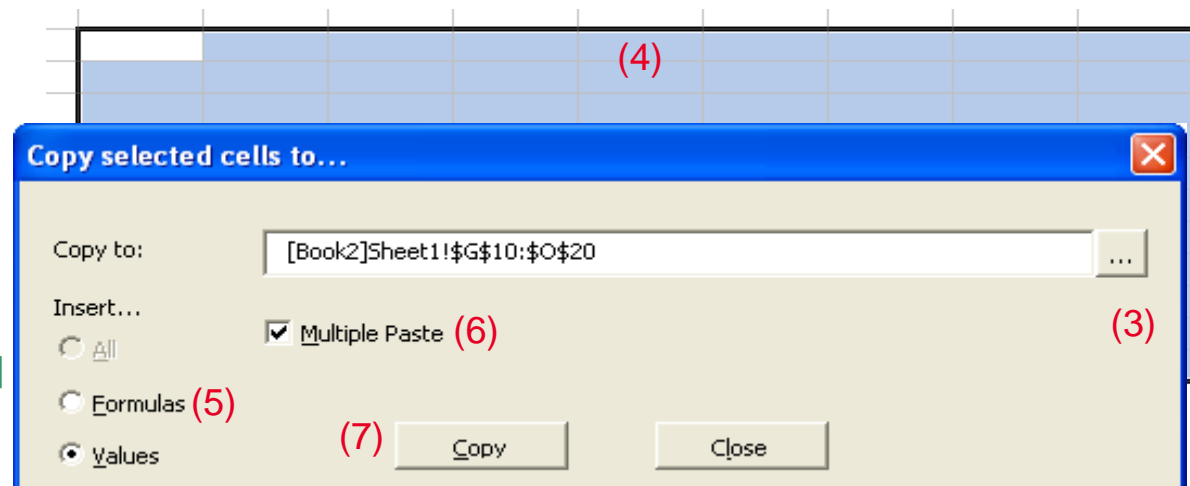 (4)
Copy selected cells to...
Copy to:
[Book2]Sheet1!$G$10:$O$20
...
(3)
Insert...
Multiple Paste (6)
All
Formulas (5)
Values
(7)
Copy
Close